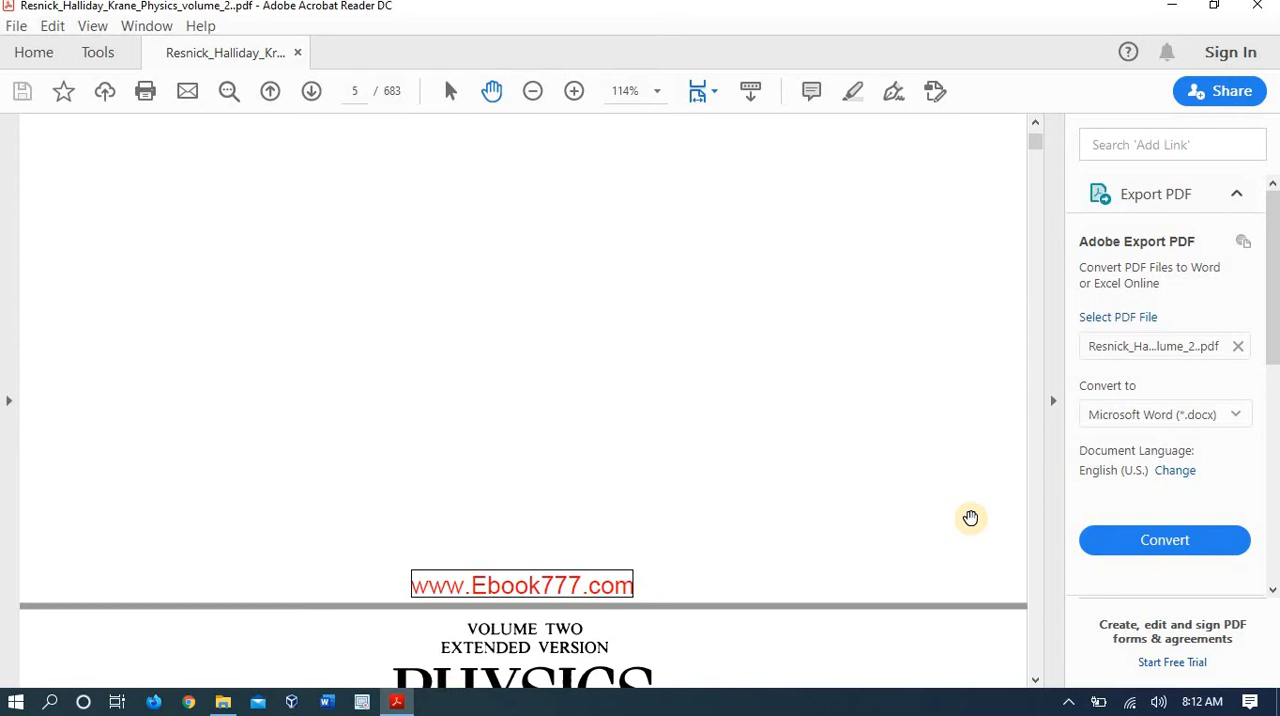 Resnick_Halliday_Krane_Physics_volume_2..pdf - Adobe Acrobat Reader DC
File Edit View Window Help
Home Tools Resnick_Halliday_Kr... × Sign In
5 / 683 114% Share
Search 'Add Link'
Export PDF
Adobe Export PDF
Convert PDF Files to Word
or Excel Online
Select PDF File
Resnick_Ha...lume_2..pdf
Convert to
Microsoft Word (*.docx)
Document Language:
English (U.S.) Change
Convert
www.Ebook777.com
VOLUME TWO
EXTENDED VERSION
PHYSICS
Create, edit and sign PDF
forms & agreements
Start Free Trial
8:12 AM